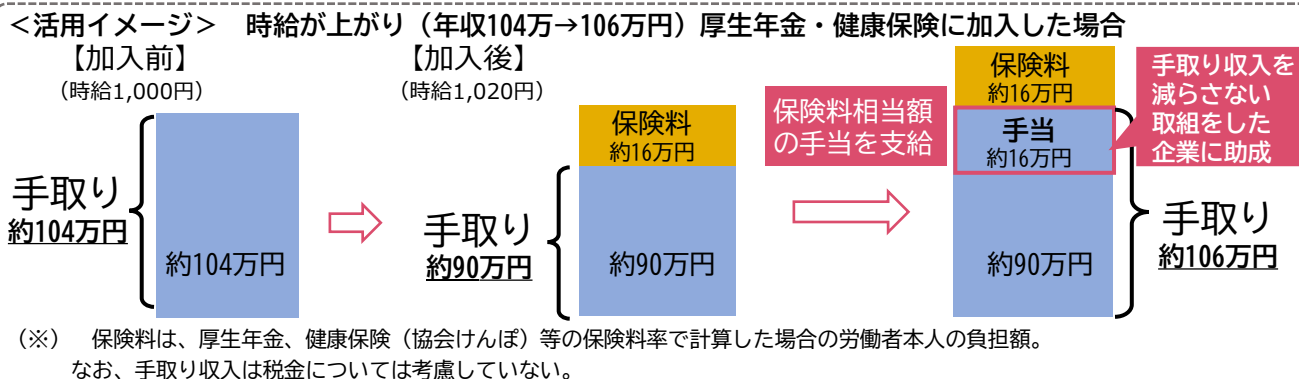 ＜活用イメージ＞　時給が上がり（年収104万→106万円）厚生年金・健康保険に加入した場合
【加入前】
（時給1,000円）
手取り
約104万円
約104万円
【加入後】
（時給1,020円）
保険料
約16万円
手取り
約90万円
約90万円
保険料相当額
の手当を支給
保険料
約16万円
手当
約16万円
約90万円
手取り収入を
減らさない
取組をした
企業に助成
手取り
約106万円
（※）　保険料は、厚生年金、健康保険（協会けんぽ）等の保険料率で計算した場合の労働者本人の負担額。
なお、手取り収入は税金については考慮していない。